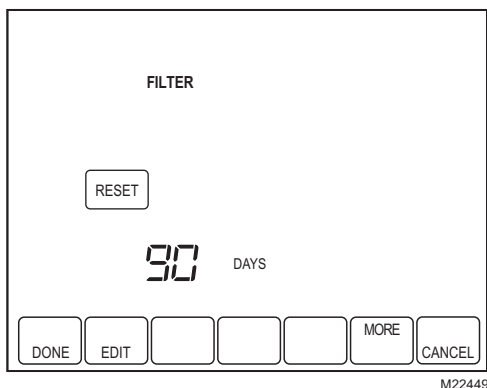 FILTER
RESET
90 DAYS
MORE
DONE EDIT CANCEL
M22449